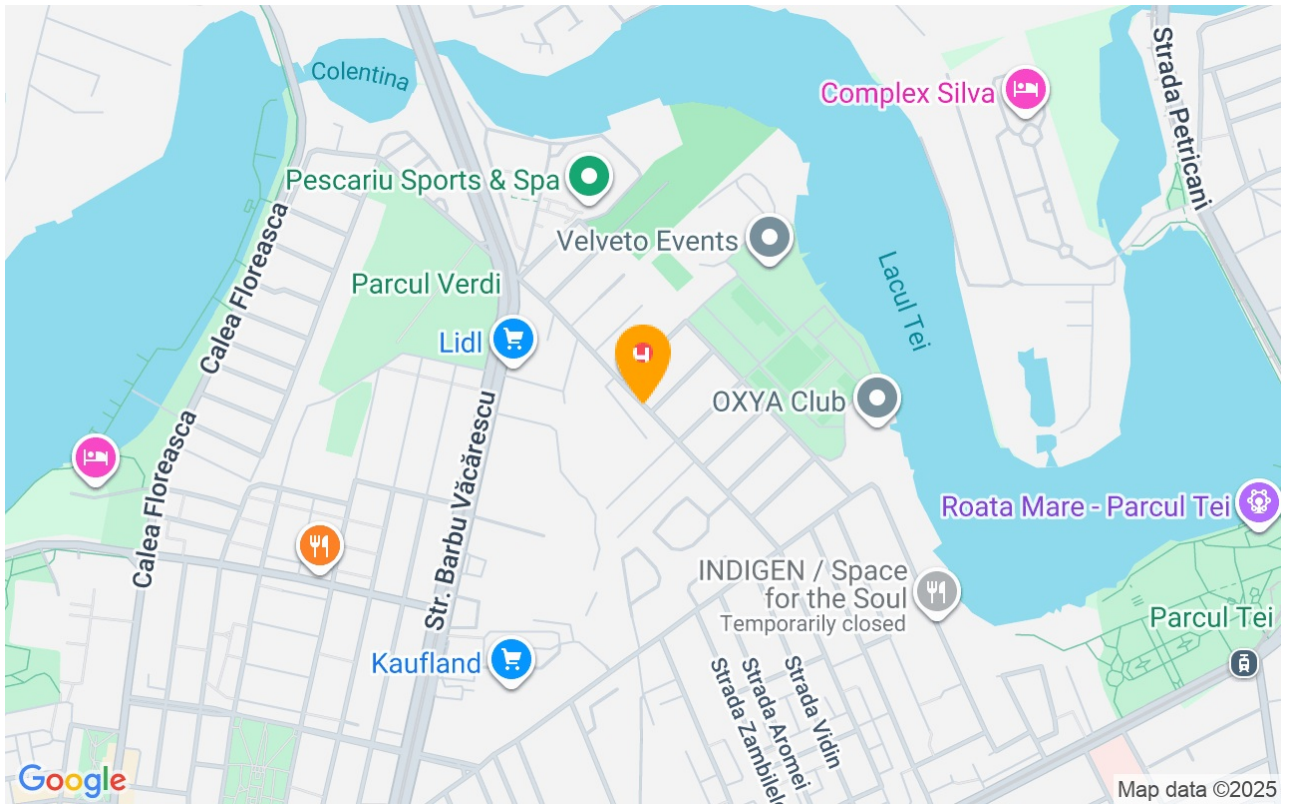 Colentina
Complex Silva
Strada Petricani
Pescariu Sports & Spa
Calea Floreasca
Velveto Events
Parcul Verdi
Lacul Tei
Lidl
OXYA Club
Calea Floreasca
Str. Barbu Văcărescu
Roata Mare - Parcul Tei
INDIGEN / Space
for the Soul
Temporarily closed
Parcul Tei
Kaufland
Strada Zambilele
Strada Aromei
Strada Vidin
Google
Map data ©2025